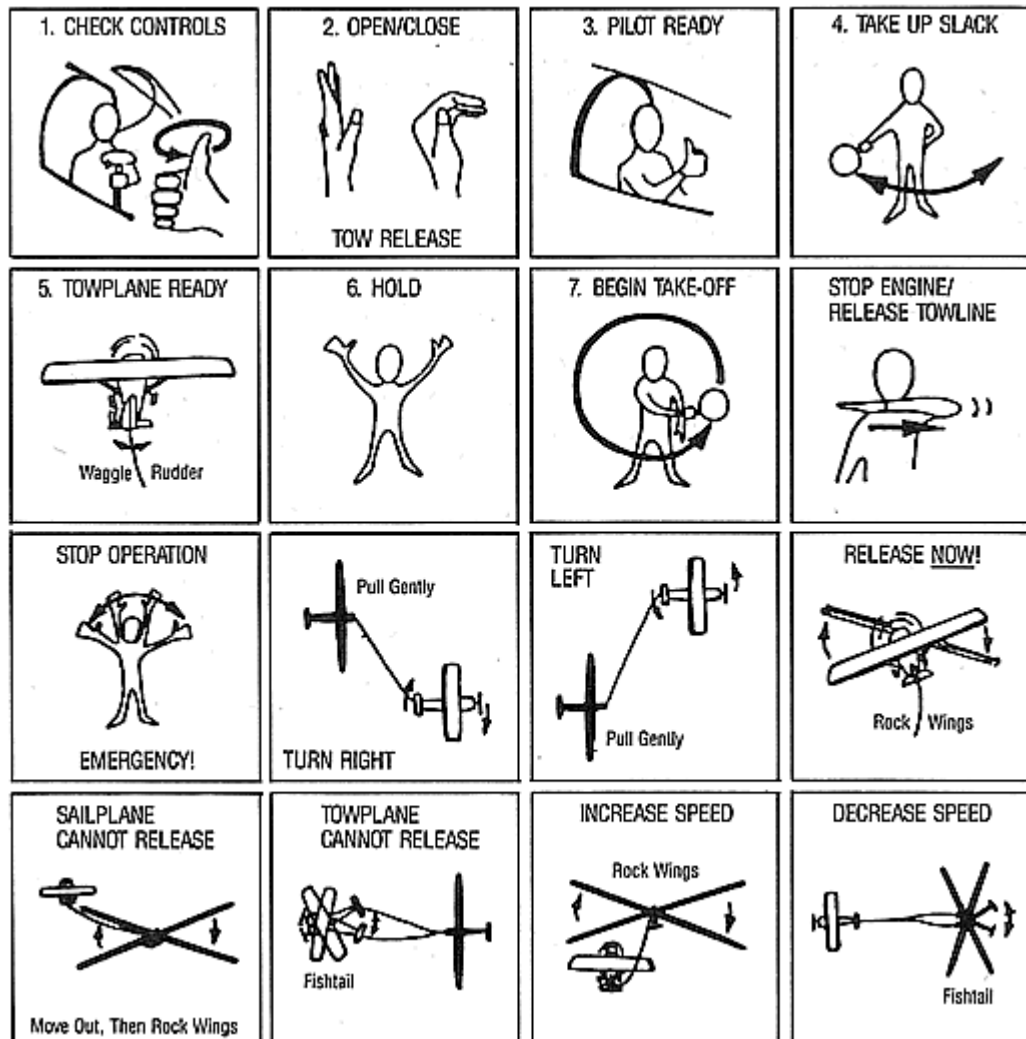 1. CHECK CONTROLS
2. OPEN/CLOSE
TOW RELEASE
3. PILOT READY
4. TAKE UP SLACK
5. TOWPLANE READY
Waggle Rudder
6. HOLD
7. BEGIN TAKE-OFF
STOP ENGINE/
RELEASE TOWLINE
STOP OPERATION
EMERGENCY!
Pull Gently
TURN RIGHT
TURN
LEFT
Pull Gently
RELEASE NOW!
Rock Wings
SAILPLANE
CANNOT RELEASE
Move Out, Then Rock Wings
TOWPLANE
CANNOT RELEASE
Fishtail
INCREASE SPEED
Rock Wings
DECREASE SPEED
Fishtail